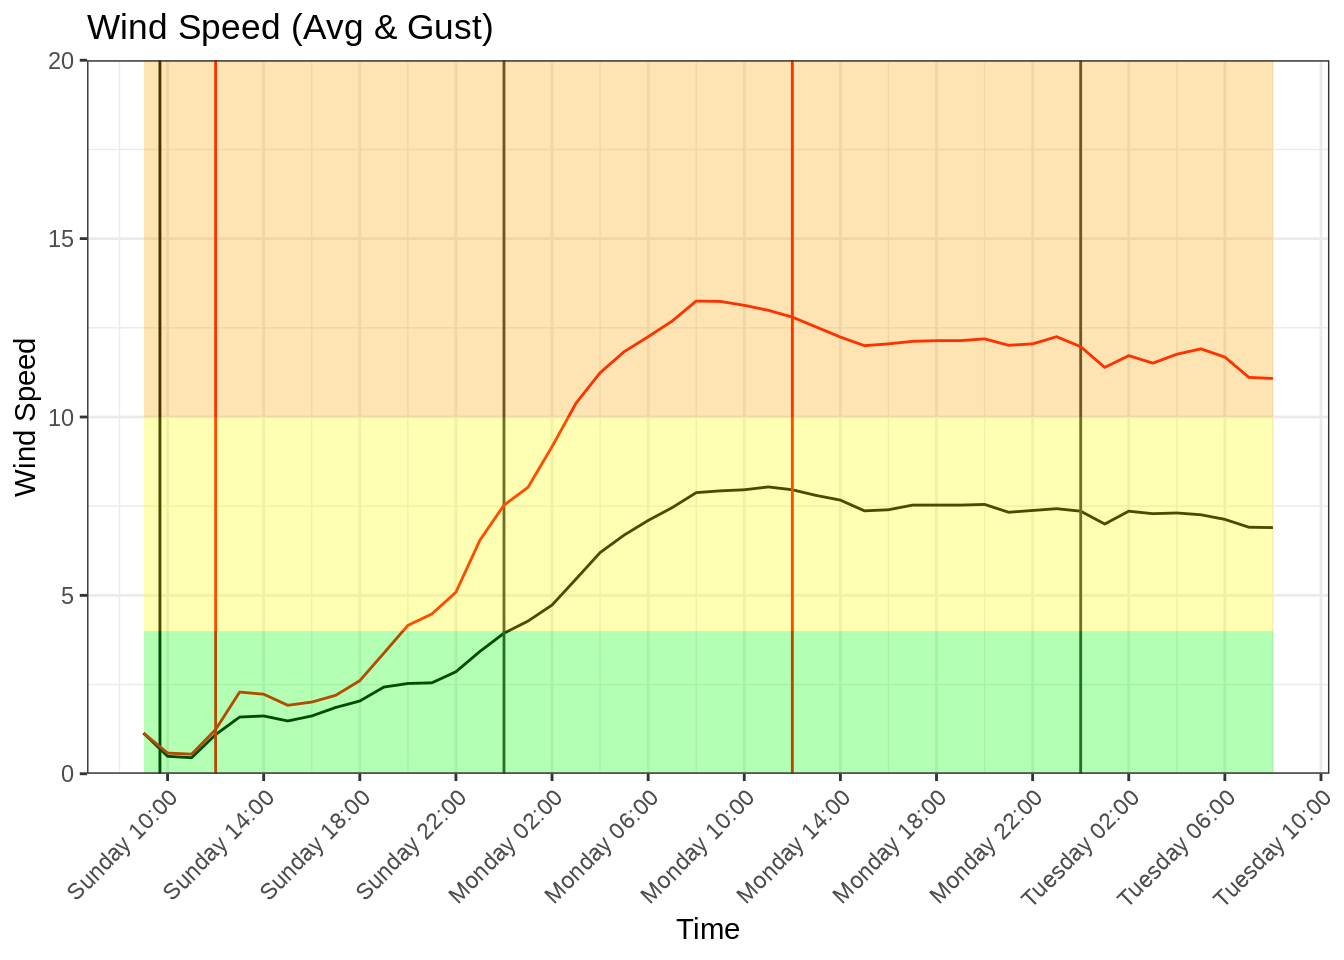 Wind Speed (Avg & Gust)
20
15
10
5
0
Wind Speed
Sunday 10:00
Sunday 14:00
Sunday 18:00
Sunday 22:00
Monday 02:00
Monday 06:00
Monday 10:00
Monday 14:00
Monday 18:00
Monday 22:00
Tuesday 02:00
Tuesday 06:00
Tuesday 10:00
Time